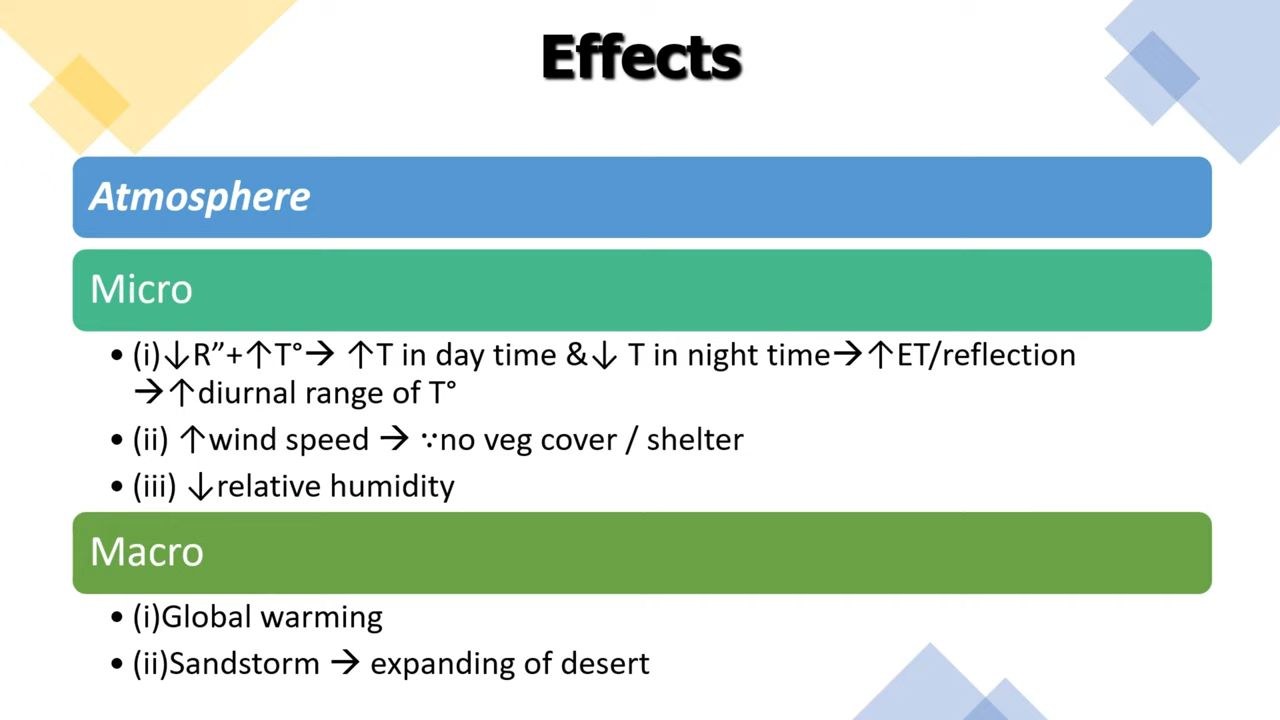 Effects
Atmosphere
Micro
• (i)↓R”+↑T°→ ↑T in day time &↓ T in night time→↑ET/reflection
→↑diurnal range of T°
• (ii) ↑wind speed → ∵no veg cover / shelter
• (iii) ↓relative humidity
Macro
• (i)Global warming
• (ii)Sandstorm → expanding of desert